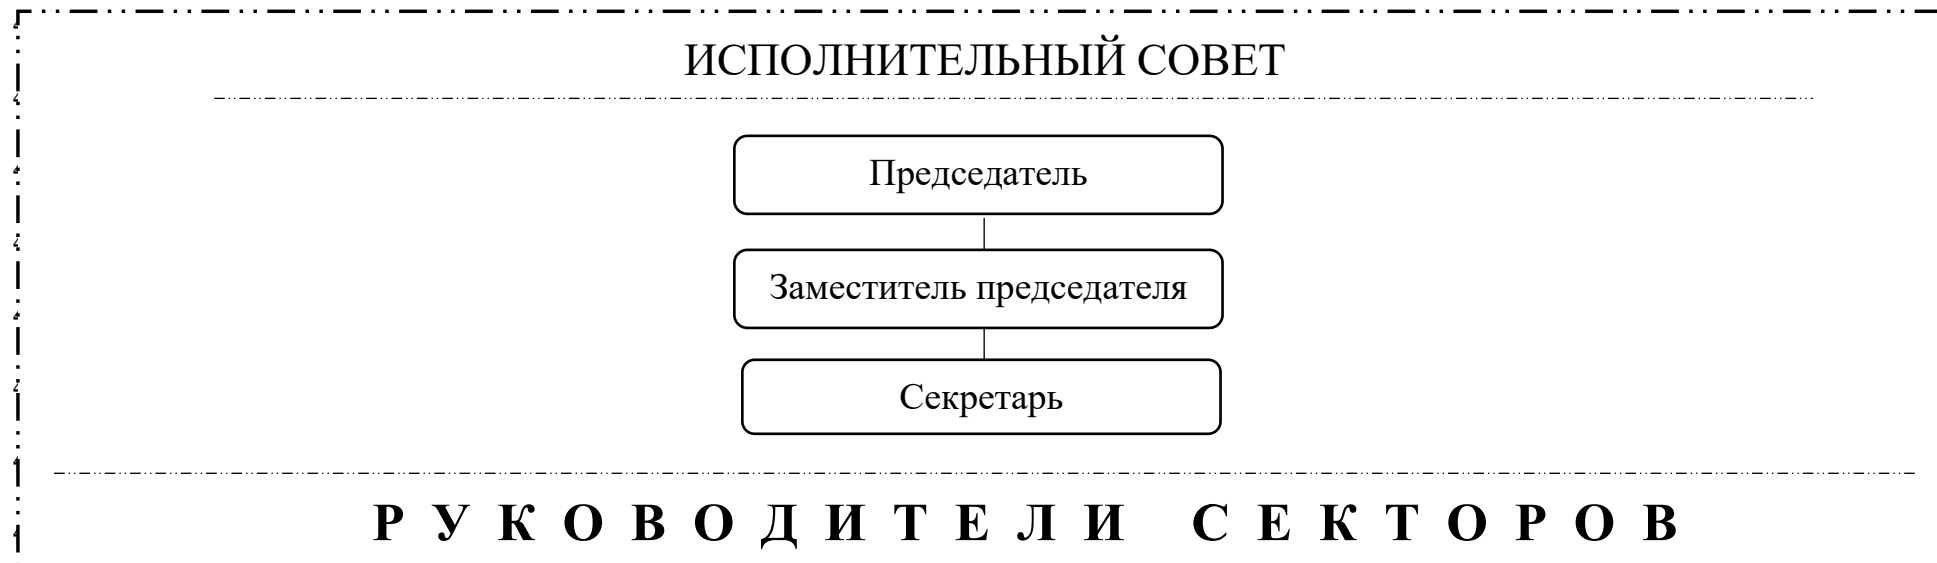 ИСПОЛНИТЕЛЬНЫЙ СОВЕТ
Председатель
Заместитель председателя
Секретарь
Р У К О В О Д И Т Е Л И С Е К Т О Р О В